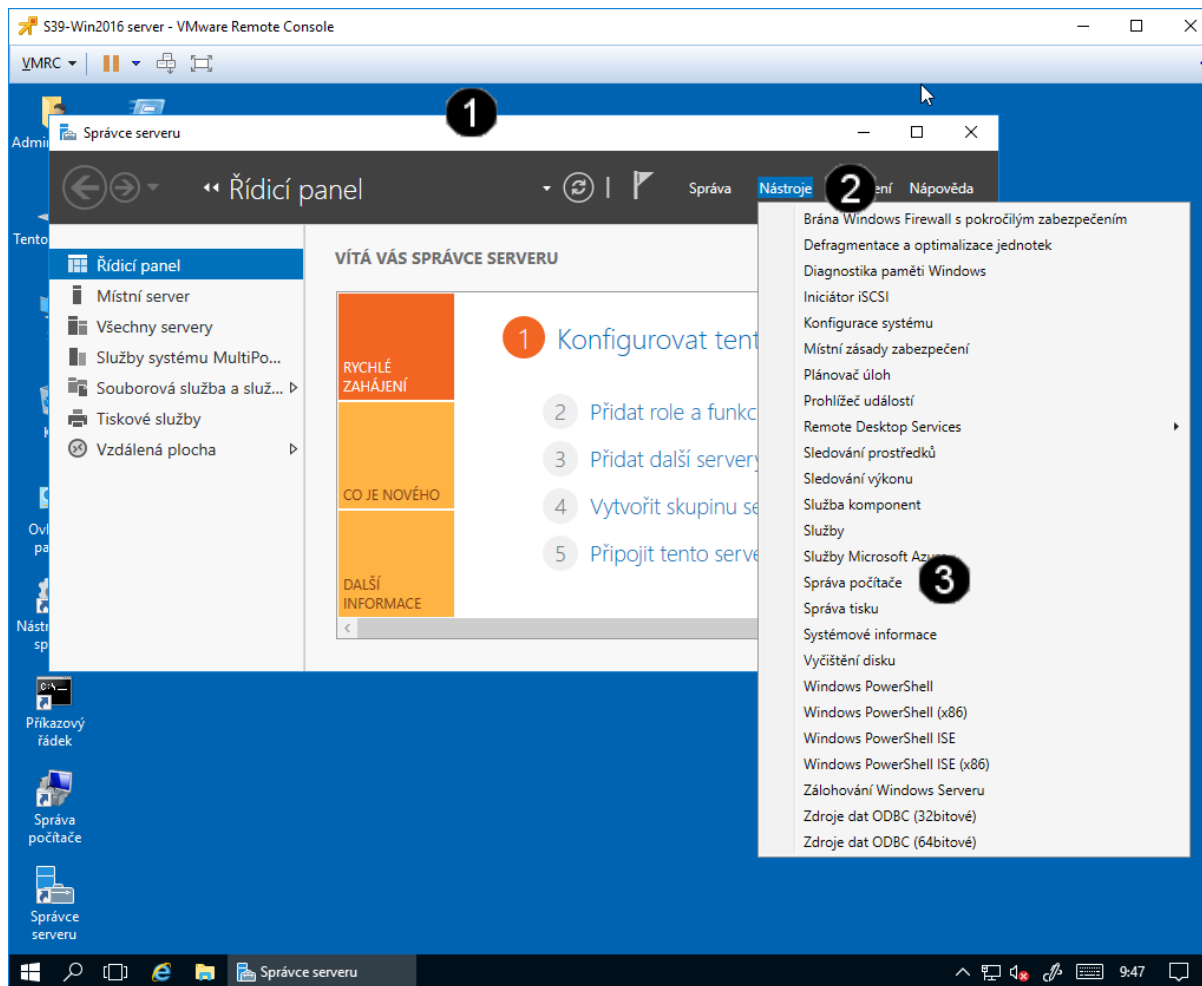 S39-Win2016 server - VMware Remote Console
VMRC
1
Správce serveru
Řídicí panel
Správa
Nástroje
2
Nápověda
Řídicí panel
Místní server
Všechny servery
Služby systému MultiPo...
Souborová služba a služ...
Tiskové služby
Vzdálená plocha
VÍTÁ VÁS SPRÁVCE SERVERU
RYCHLÉ
ZAHÁJENÍ
CO JE NOVÉHO
DALŠÍ
INFORMACE
1 Konfigurovat tent
2 Přidat role a funkc
3 Přidat další servery
4 Vytvořit skupinu se
5 Připojit tento serve
Brána Windows Firewall s pokročilým zabezpečením
Defragmentace a optimalizace jednotek
Diagnostika paměti Windows
Iniciátor iSCSI
Konfigurace systému
Místní zásady zabezpečení
Plánovač úloh
Prohlížeč událostí
Remote Desktop Services
Sledování prostředků
Sledování výkonu
Služba komponent
Služby
Služby Microsoft Azure
Správa počítače
3
Správa tisku
Systémové informace
Vyčištění disku
Windows PowerShell
Windows PowerShell (x86)
Windows PowerShell ISE
Windows PowerShell ISE (x86)
Zálohování Windows Serveru
Zdroje dat ODBC (32bitové)
Zdroje dat ODBC (64bitové)
Admi
Tento
Ovl
pa
Nástr
sp
C:\
Příkazový
řádek
Správa
počítače
Správce
serveru
Správce serveru
9:47